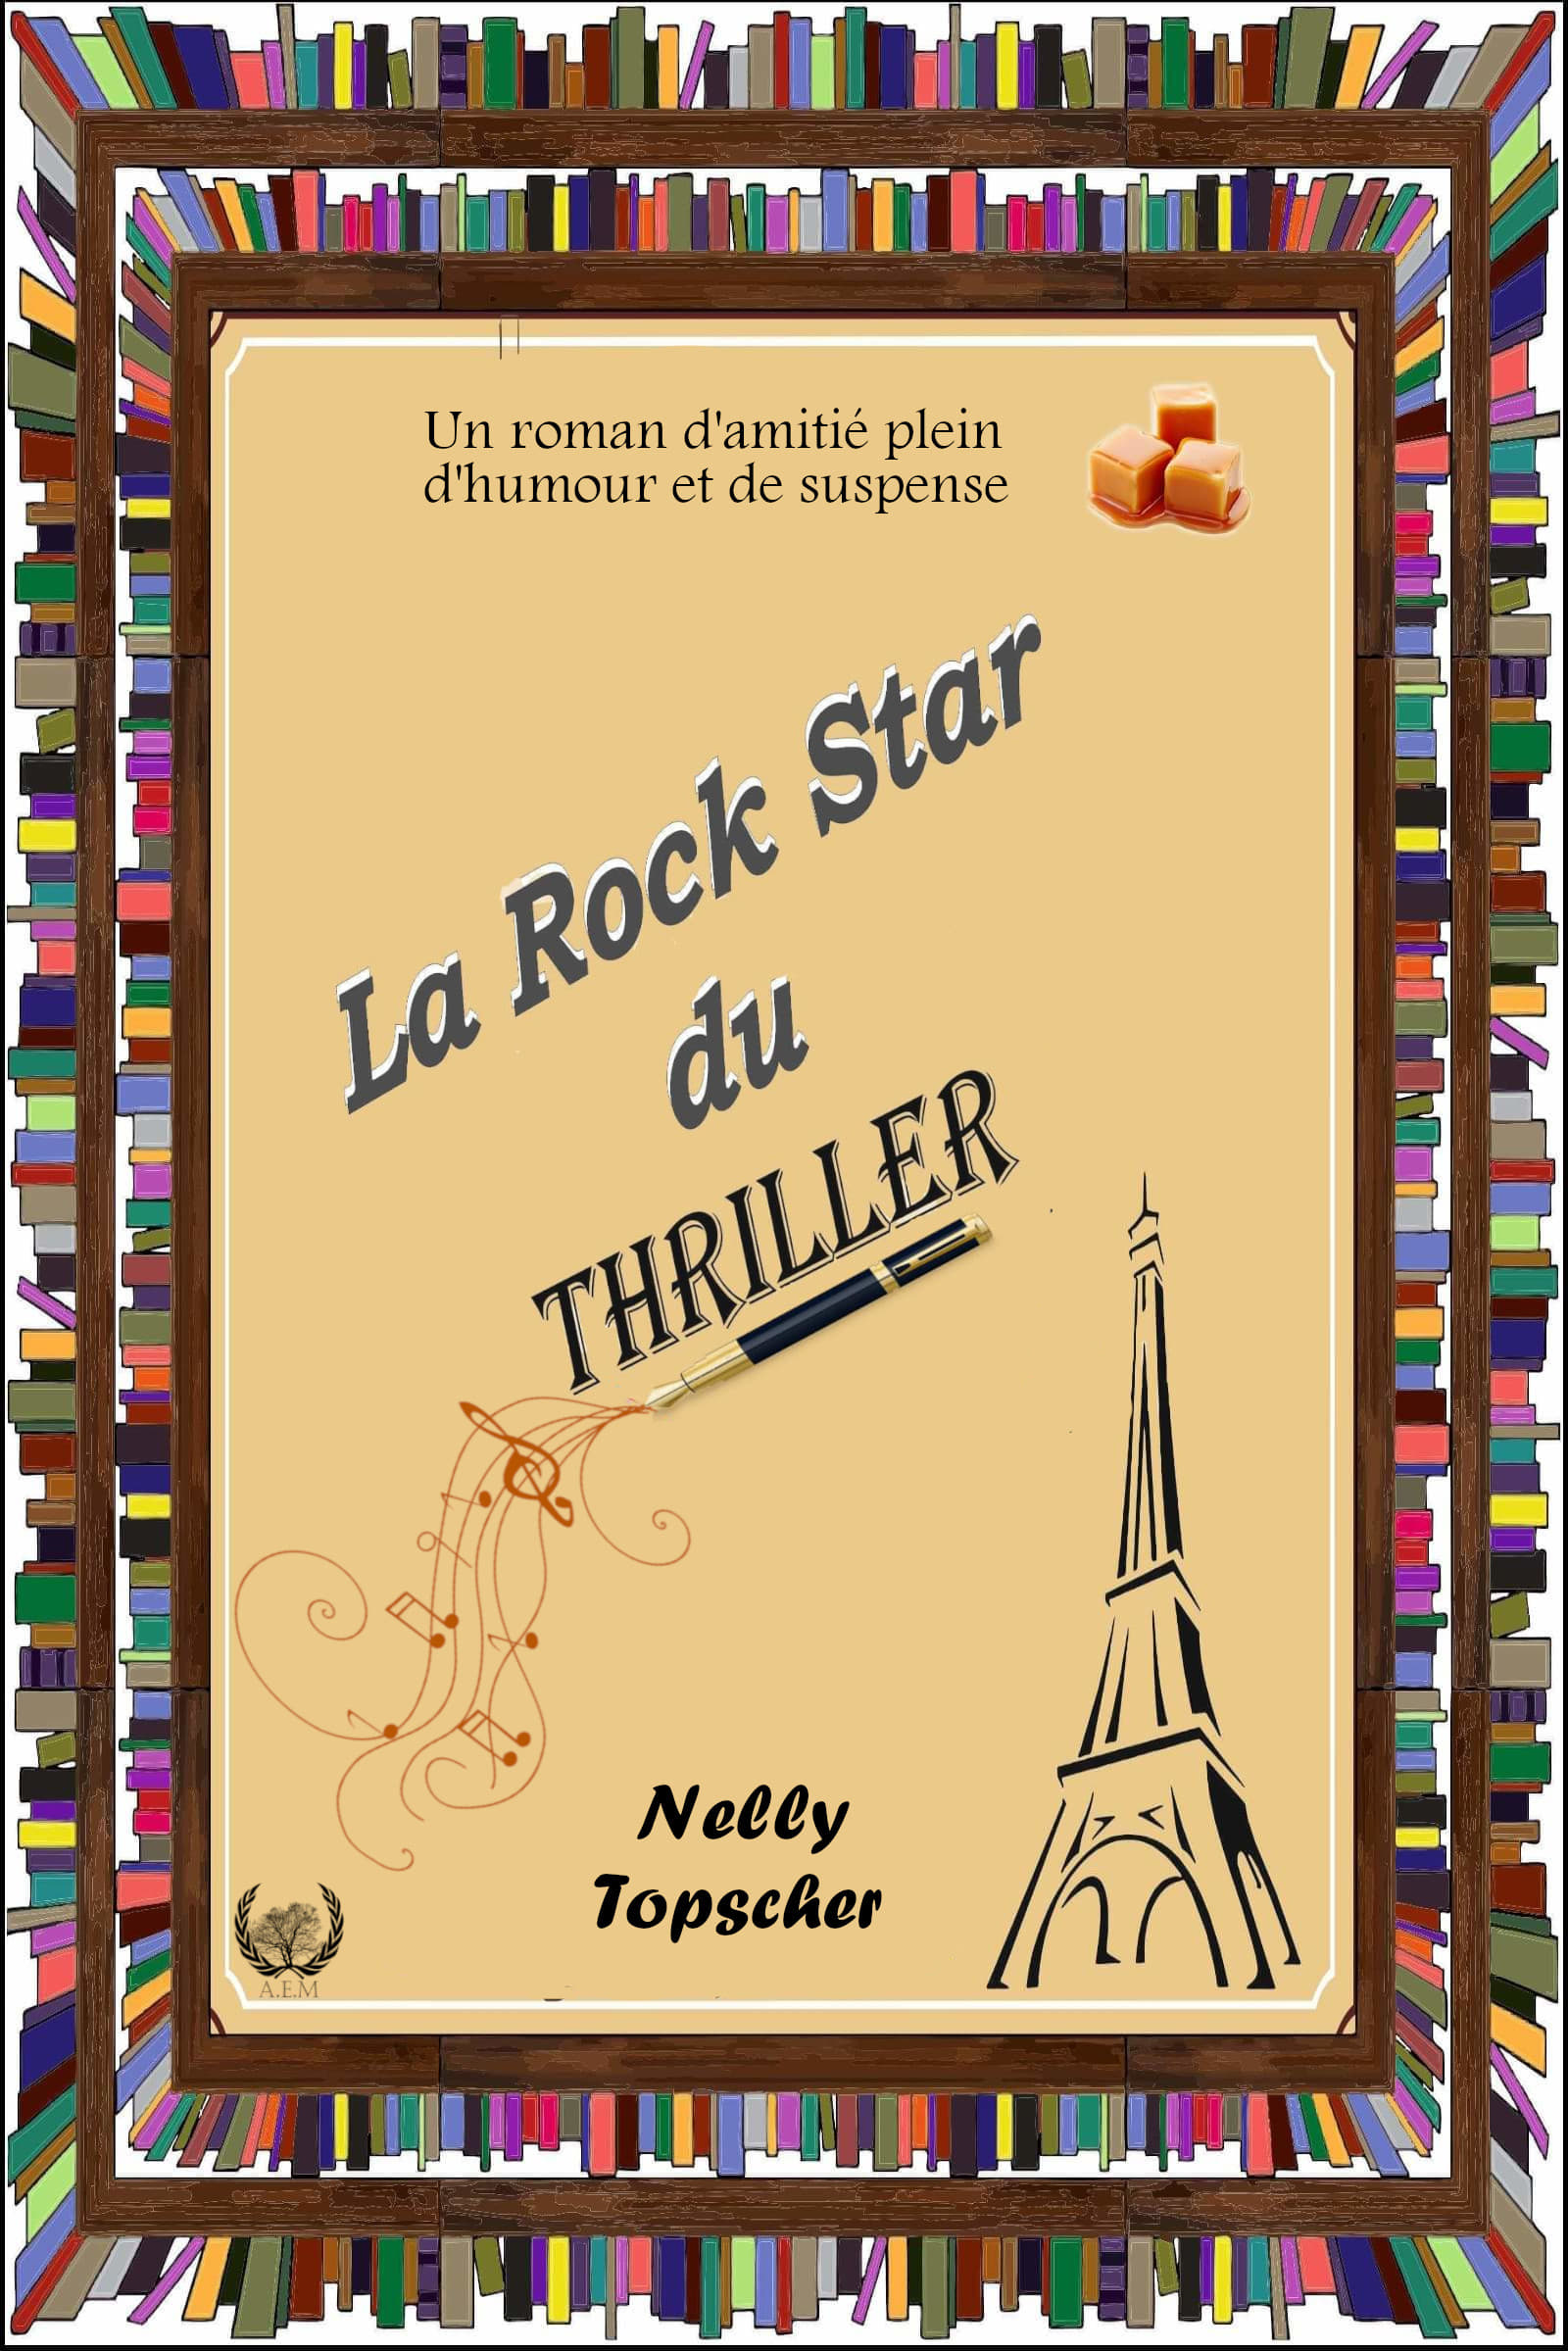 Un roman d'amitié plein
d'humour et de suspense
La Rock Star
du
THRILLER
Nelly
Topscher
A.E.M